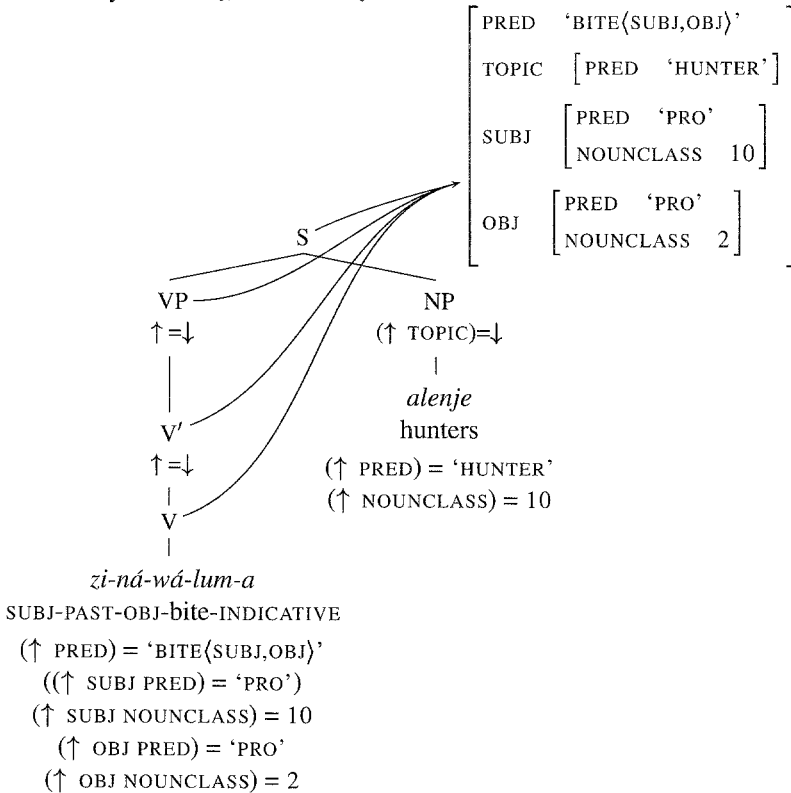 PRED ‘BITE⟨SUBJ,OBJ⟩’
TOPIC [PRED ‘HUNTER’]
SUBJ [PRED ‘PRO’
NOUNCLASS 10]
OBJ [PRED ‘PRO’
NOUNCLASS 2]
S
VP NP
↑=↓ (↑ TOPIC)=↓
alenje
V′ hunters
↑=↓ (↑ PRED) = ‘HUNTER’
(↑ NOUNCLASS) = 10
V
zi-ná-wá-lum-a
SUBJ-PAST-OBJ-bite-INDICATIVE
(↑ PRED) = ‘BITE⟨SUBJ,OBJ⟩’
((↑ SUBJ PRED) = ‘PRO’)
(↑ SUBJ NOUNCLASS) = 10
(↑ OBJ PRED) = ‘PRO’
(↑ OBJ NOUNCLASS) = 2